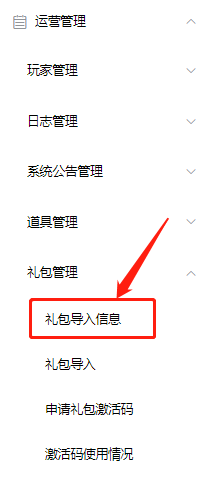 运营管理
玩家管理
日志管理
系统公告管理
道具管理
礼包管理
礼包导入信息
礼包导入
申请礼包激活码
激活码使用情况